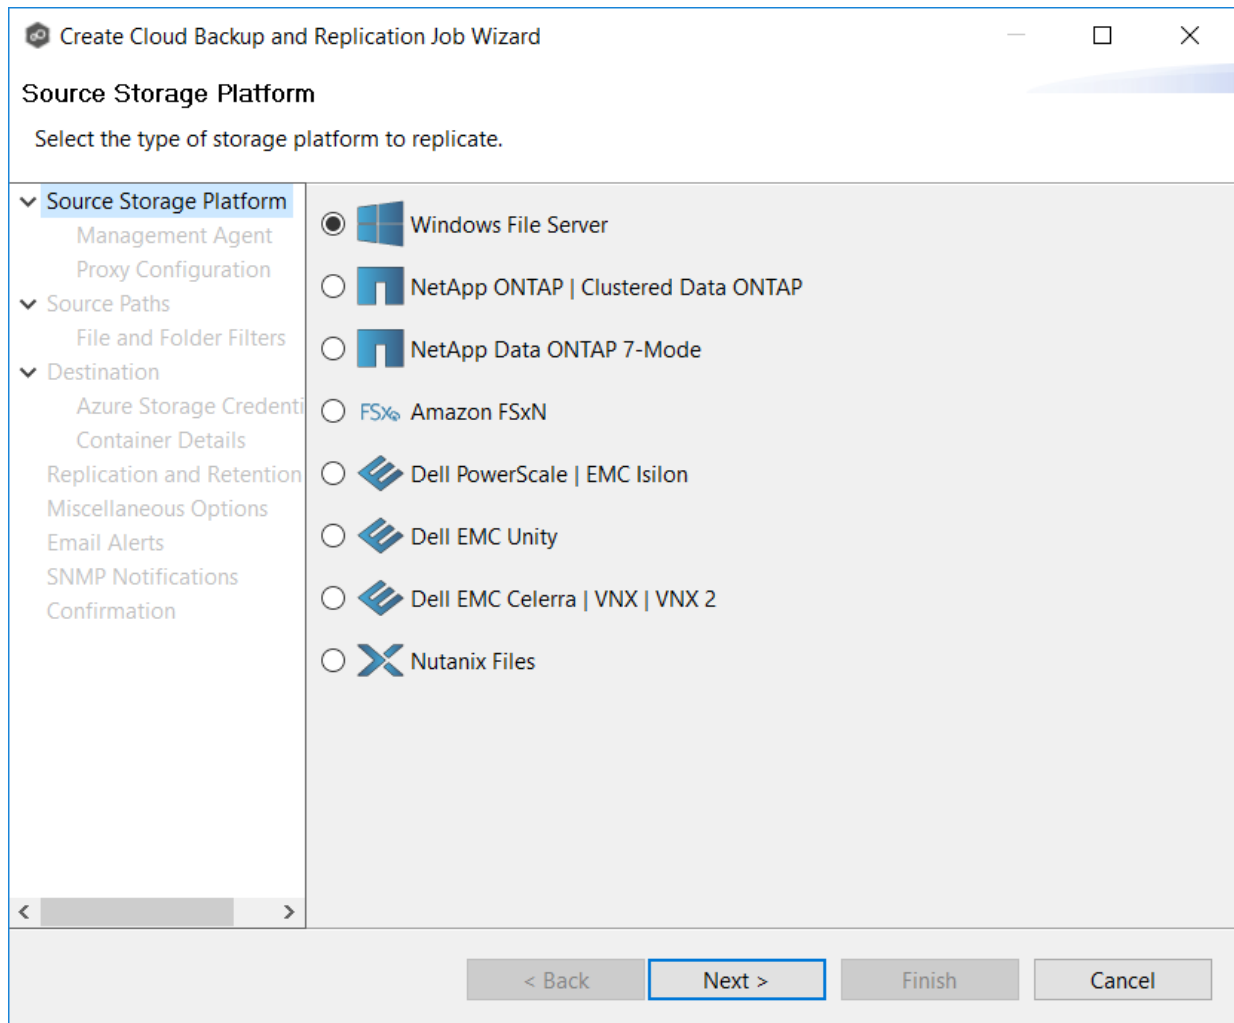 Create Cloud Backup and Replication Job Wizard
Source Storage Platform
Select the type of storage platform to replicate.
Source Storage Platform
Management Agent
Proxy Configuration
Source Paths
File and Folder Filters
Destination
Azure Storage Credenti
Container Details
Replication and Retention
Miscellaneous Options
Email Alerts
SNMP Notifications
Confirmation
Windows File Server
NetApp ONTAP | Clustered Data ONTAP
NetApp Data ONTAP 7-Mode
FSx Amazon FSxN
Dell PowerScale | EMC Isilon
Dell EMC Unity
Dell EMC Celerra | VNX | VNX 2
Nutanix Files
< Back
Next >
Finish
Cancel